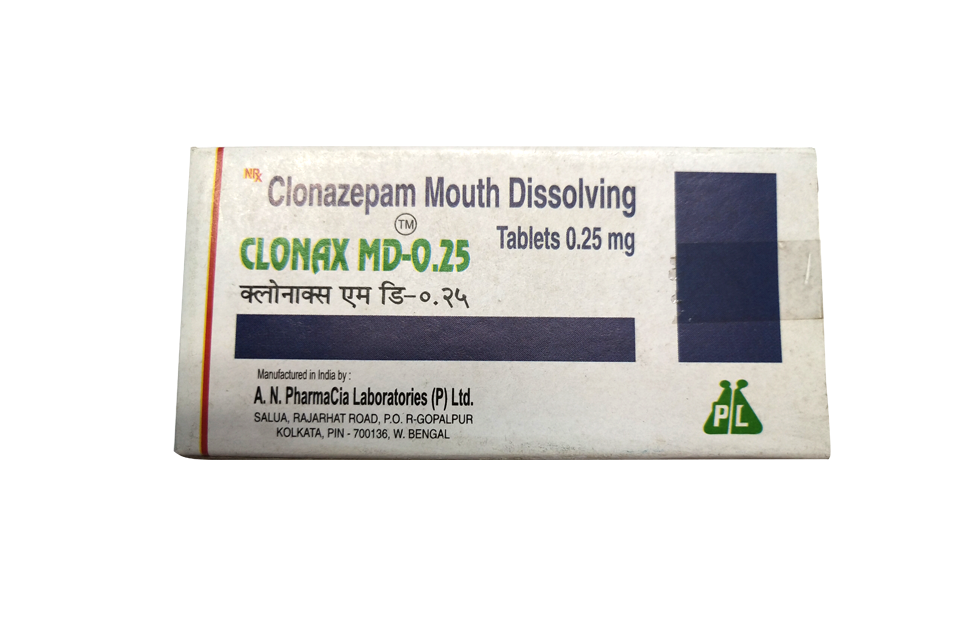 NRx Clonazepam Mouth Dissolving
Tablets 0.25 mg
TM
CLONAX MD-0.25
क्लोनाक्स एम डि-०.२५
Manufactured in India by :
A. N. PharmaCia Laboratories (P) Ltd.
SALUA, RAJARHAT ROAD, P.O. R-GOPALPUR
KOLKATA, PIN - 700136, W. BENGAL
PL